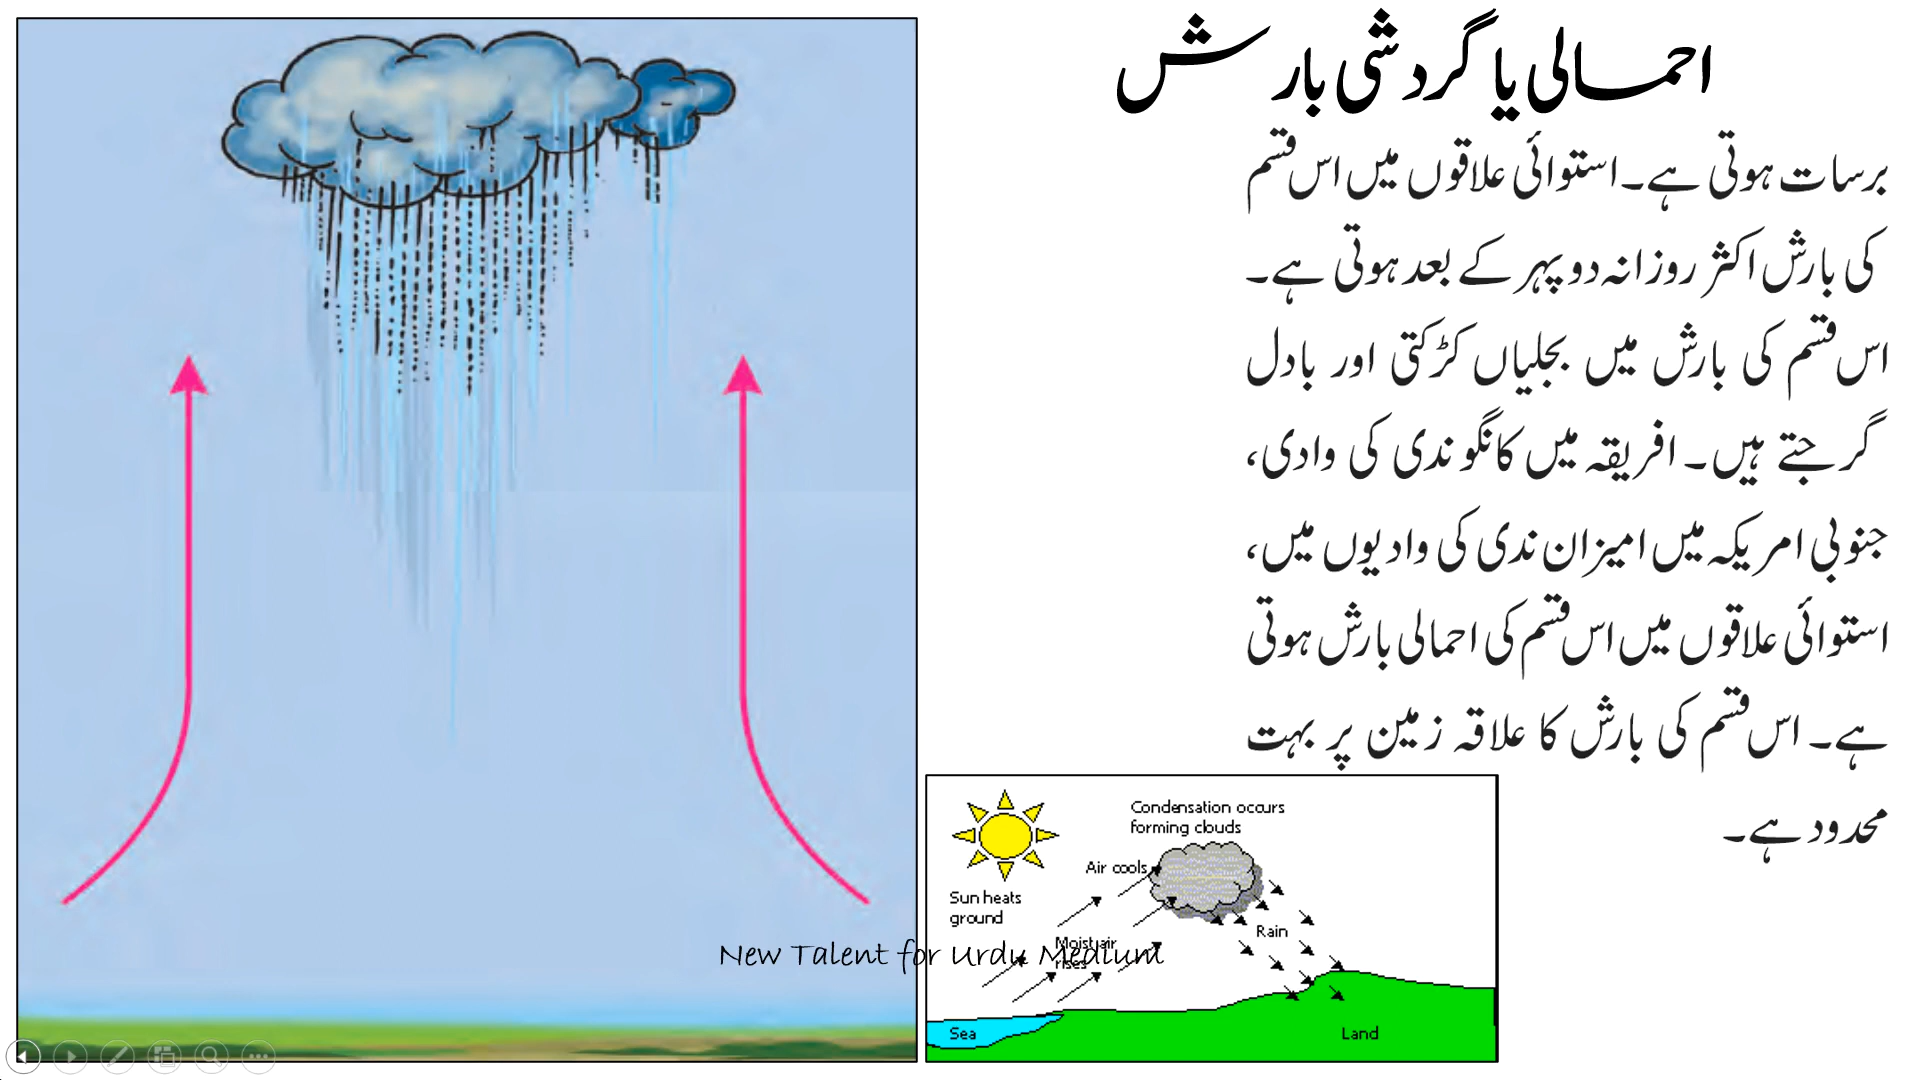 احمالی یا گردشی بارش
برسات ہوتی ہے۔ استوائی علاقوں میں اس قسم
کی بارش اکثر روزانہ دوپہر کے بعد ہوتی ہے۔
اس قسم کی بارش میں بجلیاں کڑکتی اور بادل
گرجتے ہیں۔ افریقہ میں کانگو ندی کی وادی،
جنوبی امریکہ میں امیزان ندی کی وادیوں میں،
استوائی علاقوں میں اس قسم کی احمالی بارش ہوتی
ہے۔ اس قسم کی بارش کا علاقہ زمین پر بہت
محدود ہے۔
Condensation occurs
forming clouds
Air cools
Sun heats
ground
Rain
Moist air
rises
New Talent for Urdu Medium
Sea
Land